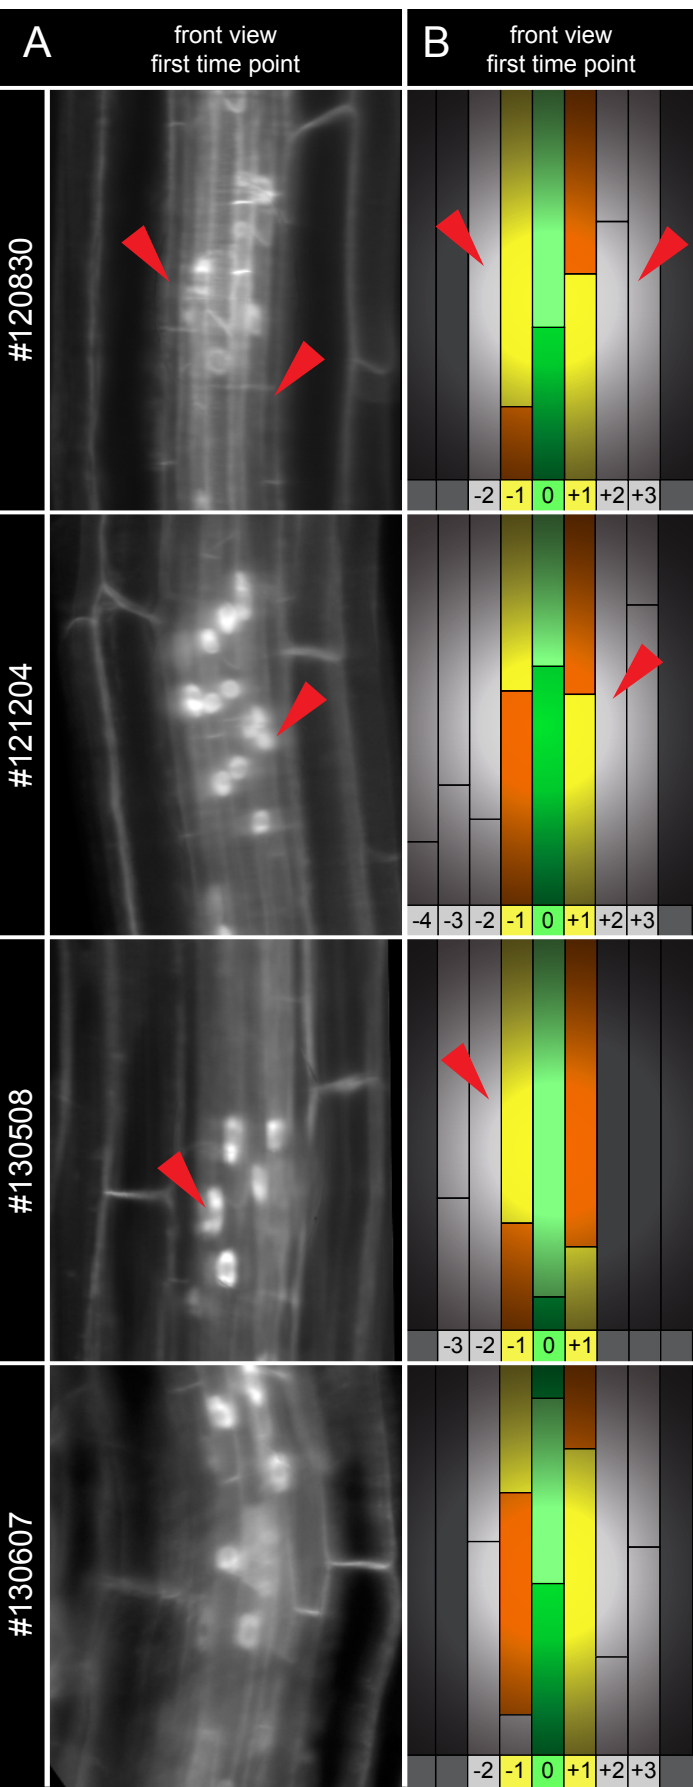 A
front view
first time point
B
front view
first time point
#120830
-2 -1 0 +1 +2 +3
#121204
-4 -3 -2 -1 0 +1 +2 +3
#130508
-3 -2 -1 0 +1
#130607
-2 -1 0 +1 +2 +3